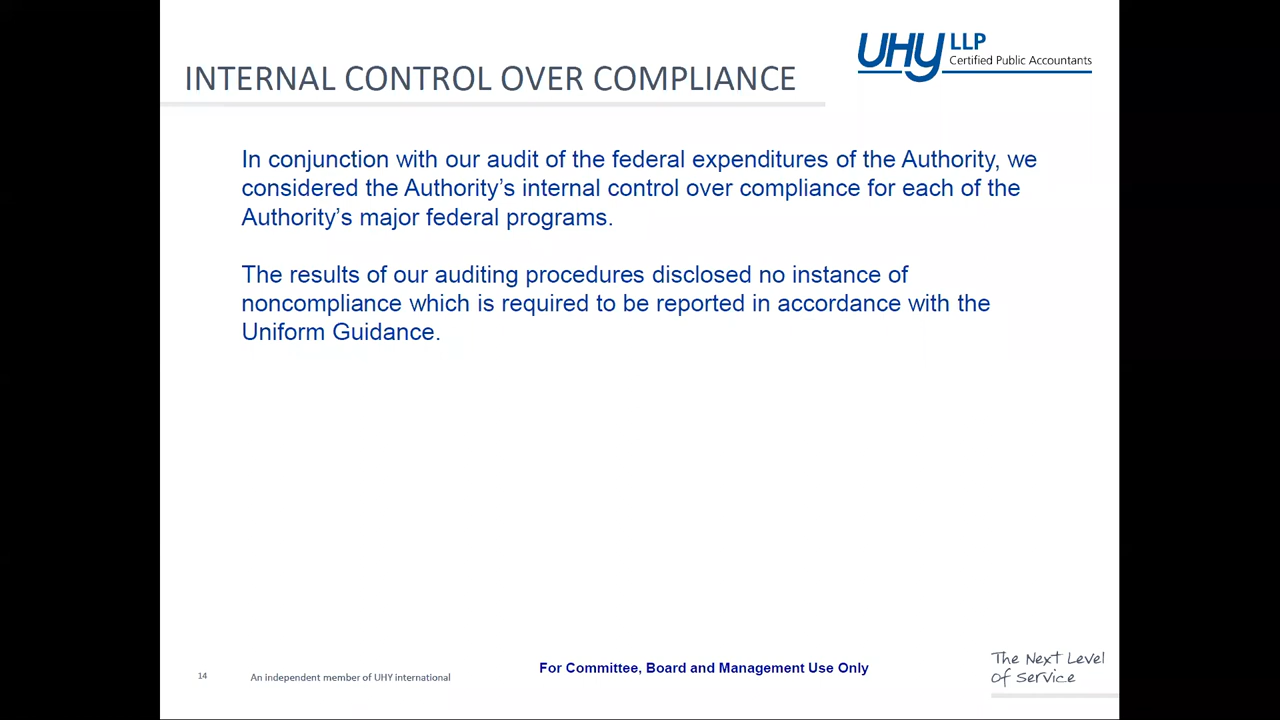 UHY LLP
Certified Public Accountants
INTERNAL CONTROL OVER COMPLIANCE
In conjunction with our audit of the federal expenditures of the Authority, we
considered the Authority’s internal control over compliance for each of the
Authority’s major federal programs.
The results of our auditing procedures disclosed no instance of
noncompliance which is required to be reported in accordance with the
Uniform Guidance.
14
An independent member of UHY international
For Committee, Board and Management Use Only
The Next Level
Of Service